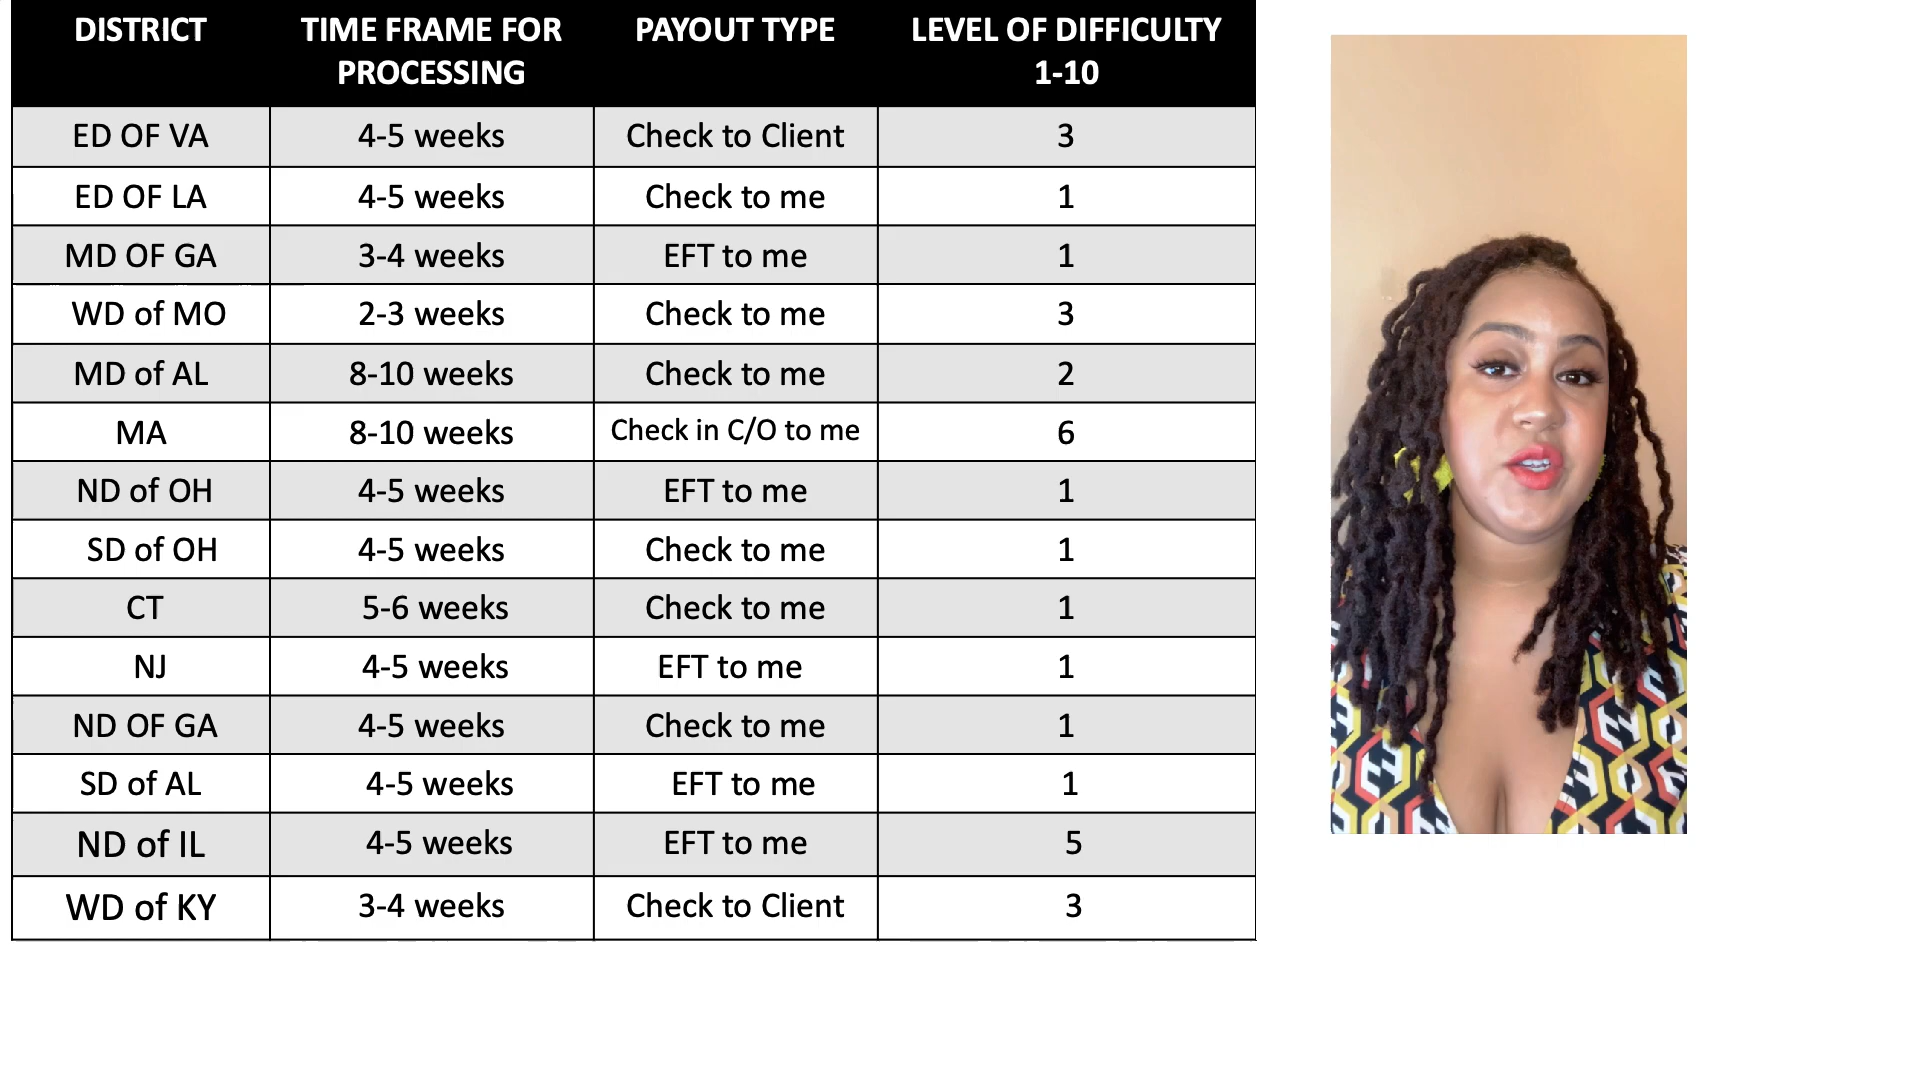 DISTRICT TIME FRAME FOR PROCESSING PAYOUT TYPE LEVEL OF DIFFICULTY 1-10
ED OF VA 4-5 weeks Check to Client 3
ED OF LA 4-5 weeks Check to me 1
MD OF GA 3-4 weeks EFT to me 1
WD of MO 2-3 weeks Check to me 3
MD of AL 8-10 weeks Check to me 2
MA 8-10 weeks Check in C/O to me 6
ND of OH 4-5 weeks EFT to me 1
SD of OH 4-5 weeks Check to me 1
CT 5-6 weeks Check to me 1
NJ 4-5 weeks EFT to me 1
ND OF GA 4-5 weeks Check to me 1
SD of AL 4-5 weeks EFT to me 1
ND of IL 4-5 weeks EFT to me 5
WD of KY 3-4 weeks Check to Client 3